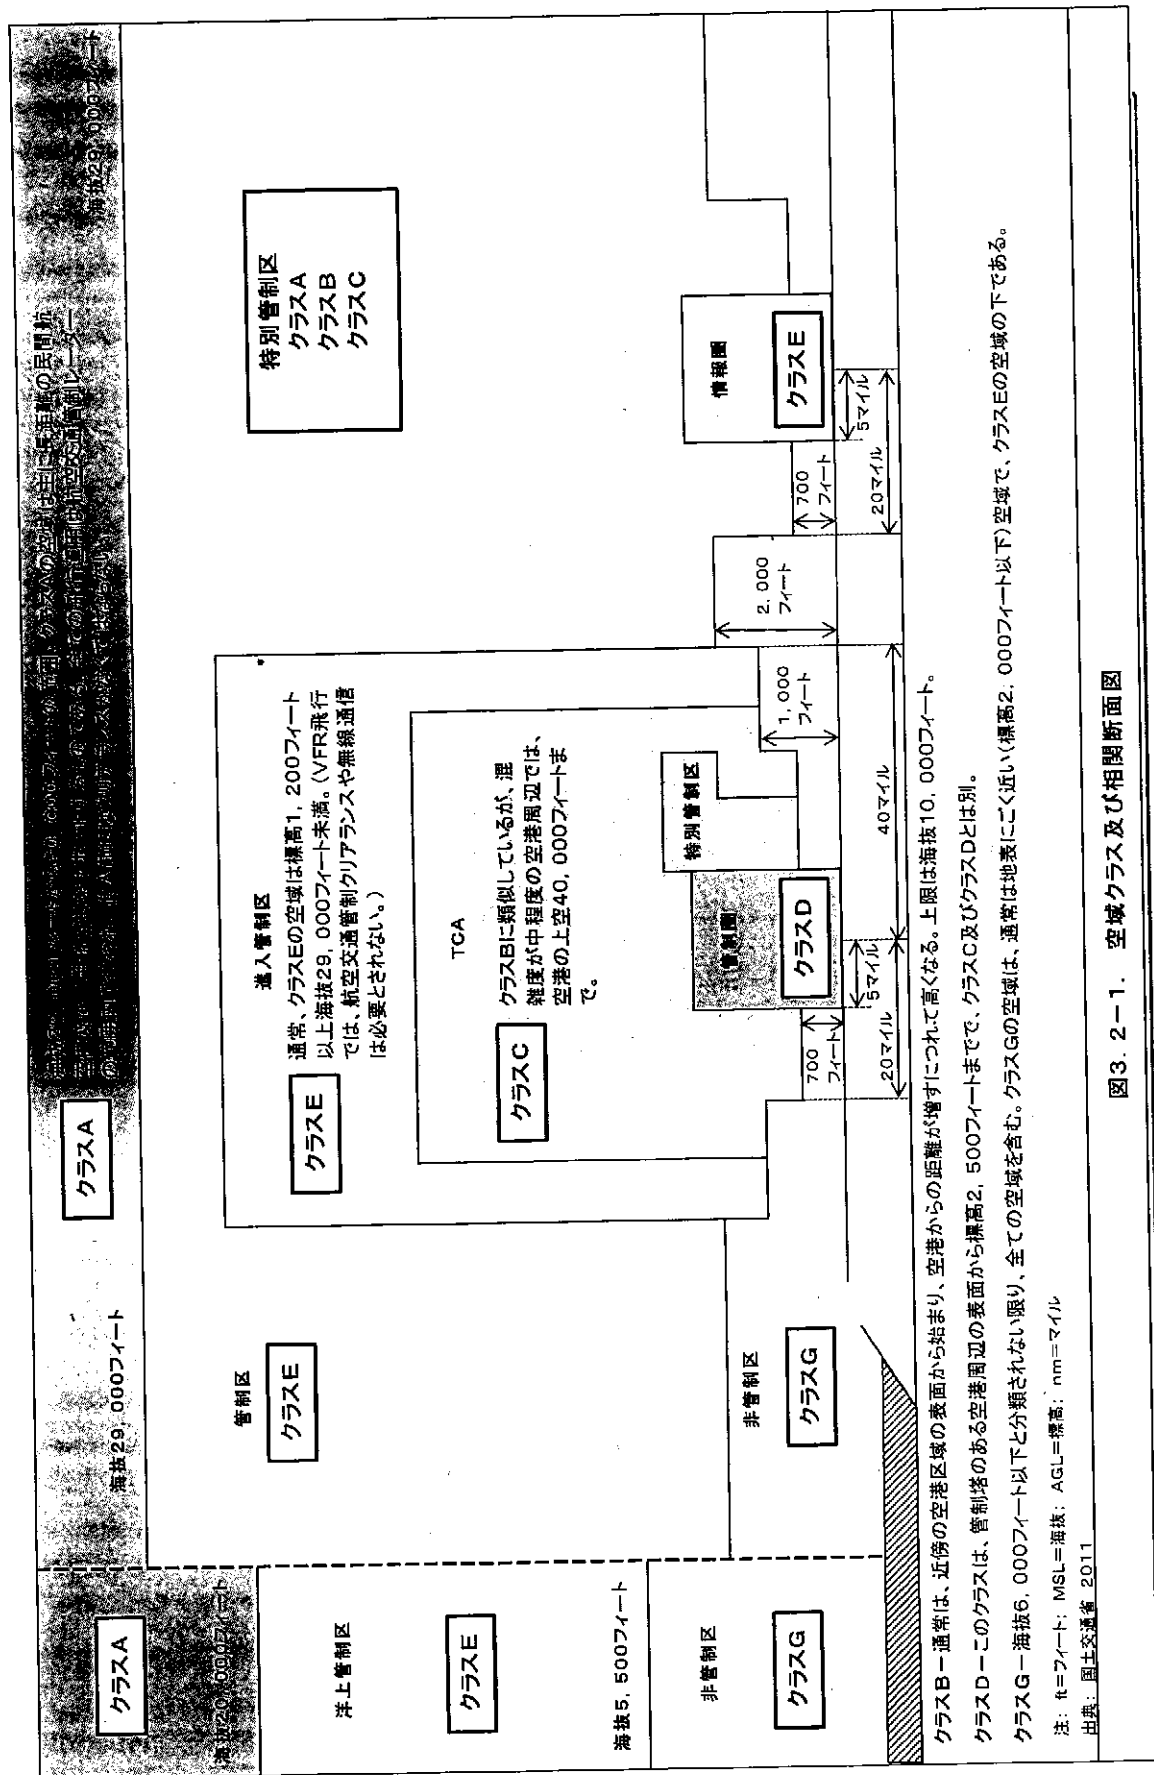 クラスA
海抜20,000フィート
洋上管制区
クラスE
海抜5,500フィート
非管制区
クラスG
クラスA
海抜29,000フィート
海抜29,000フィート
管制区
クラスE
非管制区
クラスG
進入管制区
クラスE
通常、クラスEの空域は標高1,200フィート
以上海抜29,000フィート未満。(VFR飛行
では、航空交通管制クリアランスや無線通信
は必要とされない。)
TCA
クラスC
クラスBに類似しているが、混
雑度が中程度の空港周辺では、
空港の上空40,000フィートま
で。
特別管制区
管制圏
クラスD
700
フィート
5マイル
20マイル
40マイル
1,000
フィート
2,000
フィート
特別管制区
クラスA
クラスB
クラスC
情報圏
クラスE
700
フィート
5マイル
20マイル
クラスB-通常は、近傍の空港区域の表面から始まり、空港からの距離が増すにつれて高くなる。上限は海抜10,000フィート。
クラスD-このクラスは、管制塔のある空港周辺の表面から標高2,500フィートまでで、クラスC及びクラスDとは別。
クラスG-海抜6,000フィート以下と分類されない限り、全ての空域を含む。クラスGの空域は、通常は地表にごく近い(標高2,000フィート以下)空域で、クラスEの空域の下である。
注: ft=フィート; MSL=海抜; AGL=標高; nm=マイル
出典: 国土交通省 2011
図3.2-1. 空域クラス及び相関断面図